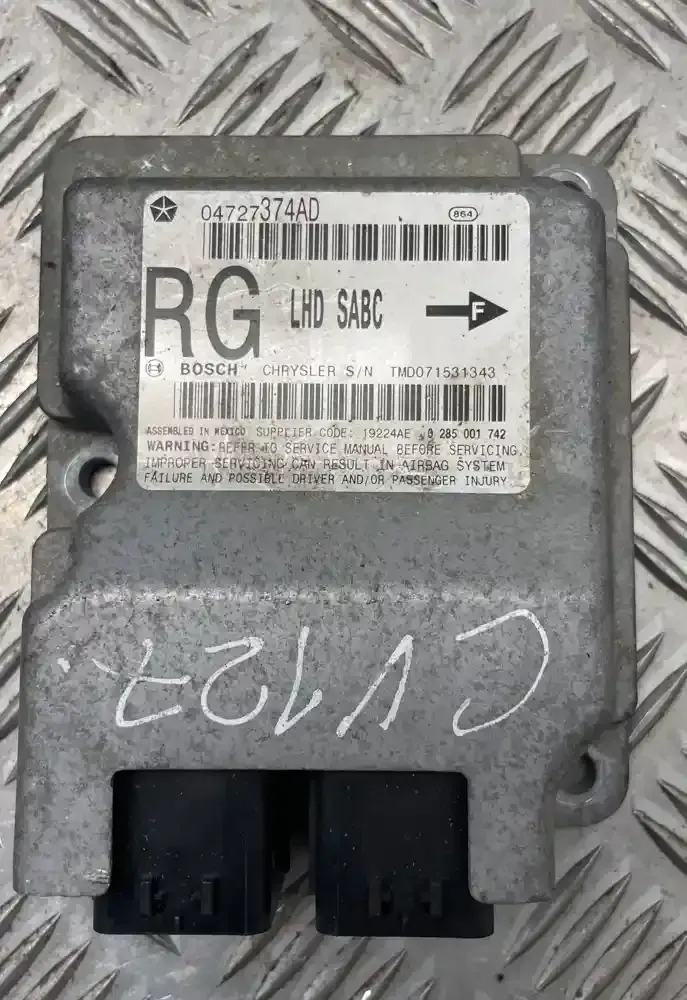 04727374AD 864
RG LHD SABC F
BOSCH CHRYSLER S/N TMD071531343
ASSEMBLED IN MEXICO SUPPLIER CODE: 19224AE 0 285 001 742
WARNING: REFER TO SERVICE MANUAL BEFORE SERVICING.
IMPROPER SERVICING CAN RESULT IN AIRBAG SYSTEM
FAILURE AND POSSIBLE DRIVER AND/OR PASSENGER INJURY
CV127